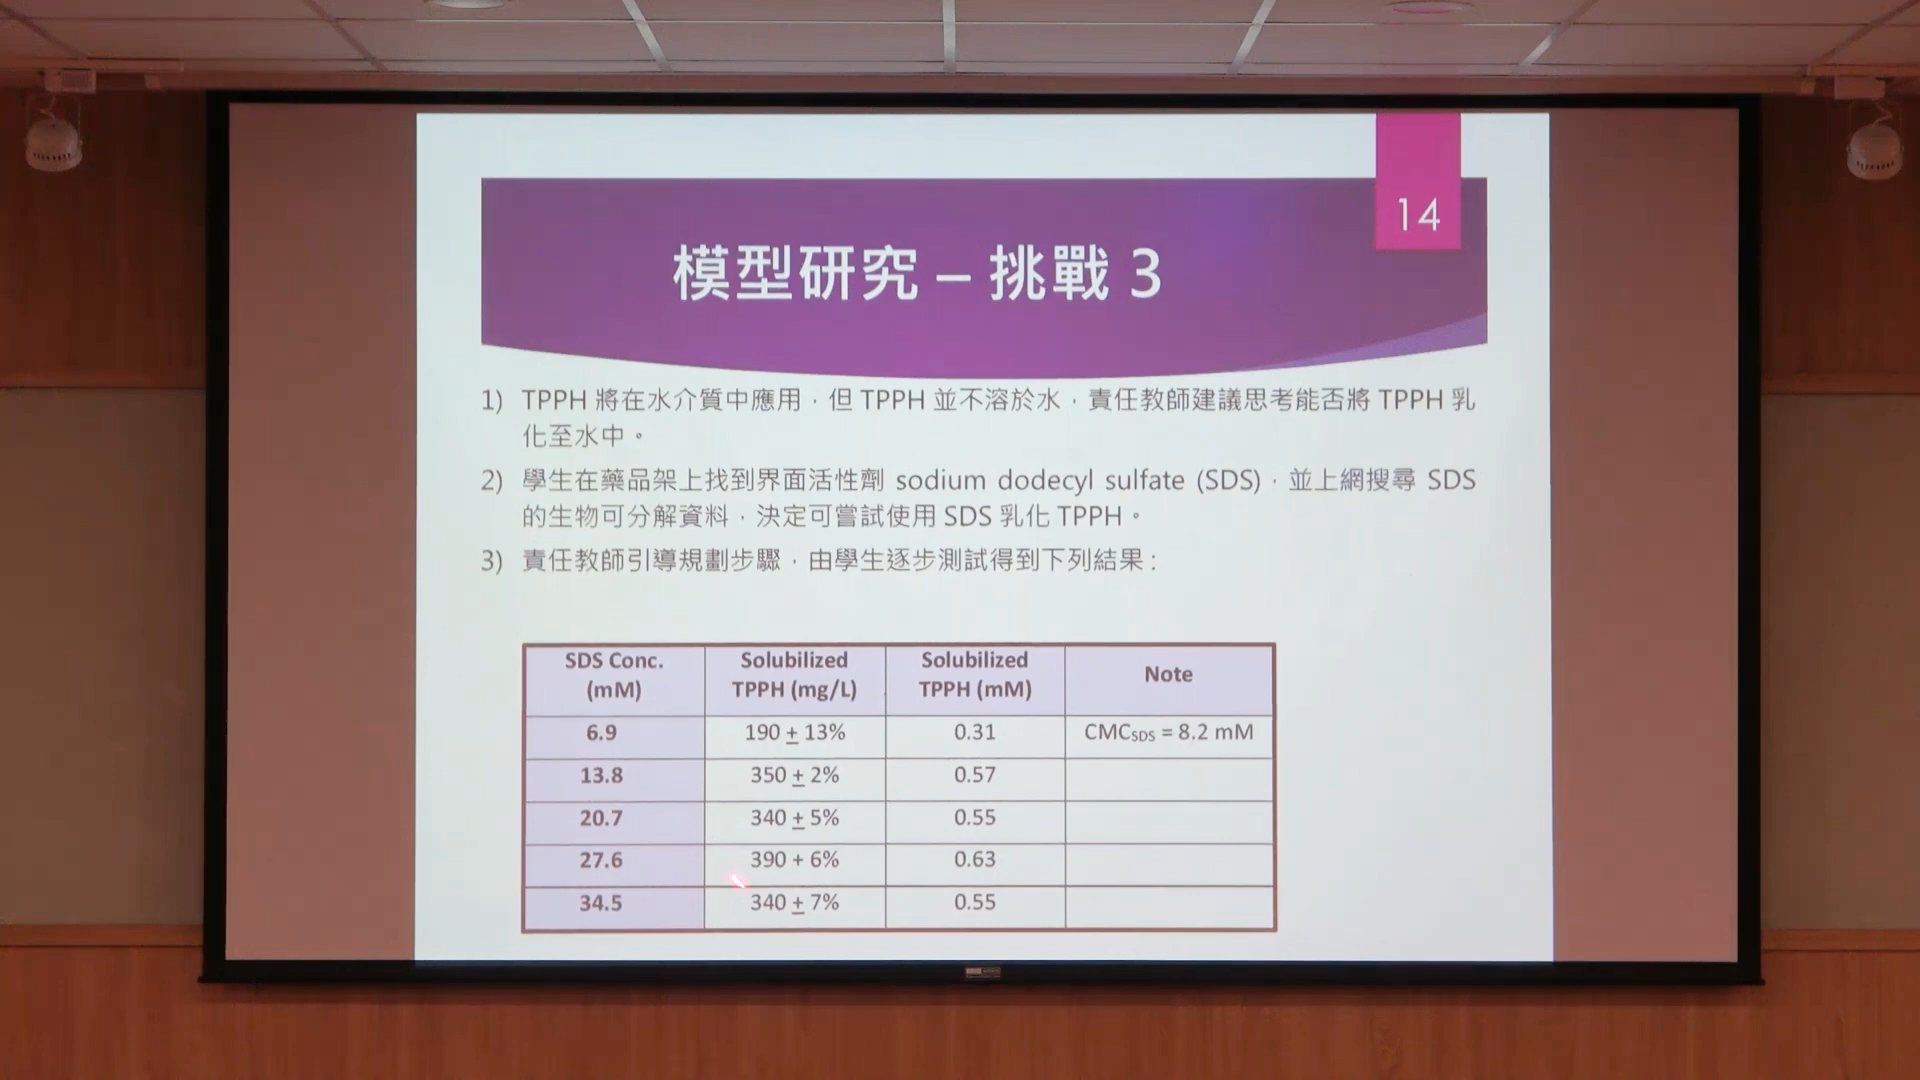 14
模型研究 – 挑戰 3
1) TPPH 將在水介質中應用，但 TPPH 並不溶於水，責任教師建議思考能否將 TPPH 乳
化至水中。
2) 學生在藥品架上找到界面活性劑 sodium dodecyl sulfate (SDS)，並上網搜尋 SDS
的生物可分解資料，決定可嘗試使用 SDS 乳化 TPPH。
3) 責任教師引導規劃步驟，由學生逐步測試得到下列結果：
SDS Conc. (mM) Solubilized TPPH (mg/L) Solubilized TPPH (mM) Note
6.9 190 ± 13% 0.31 CMCSDS = 8.2 mM
13.8 350 ± 2% 0.57
20.7 340 ± 5% 0.55
27.6 390 + 6% 0.63
34.5 340 ± 7% 0.55